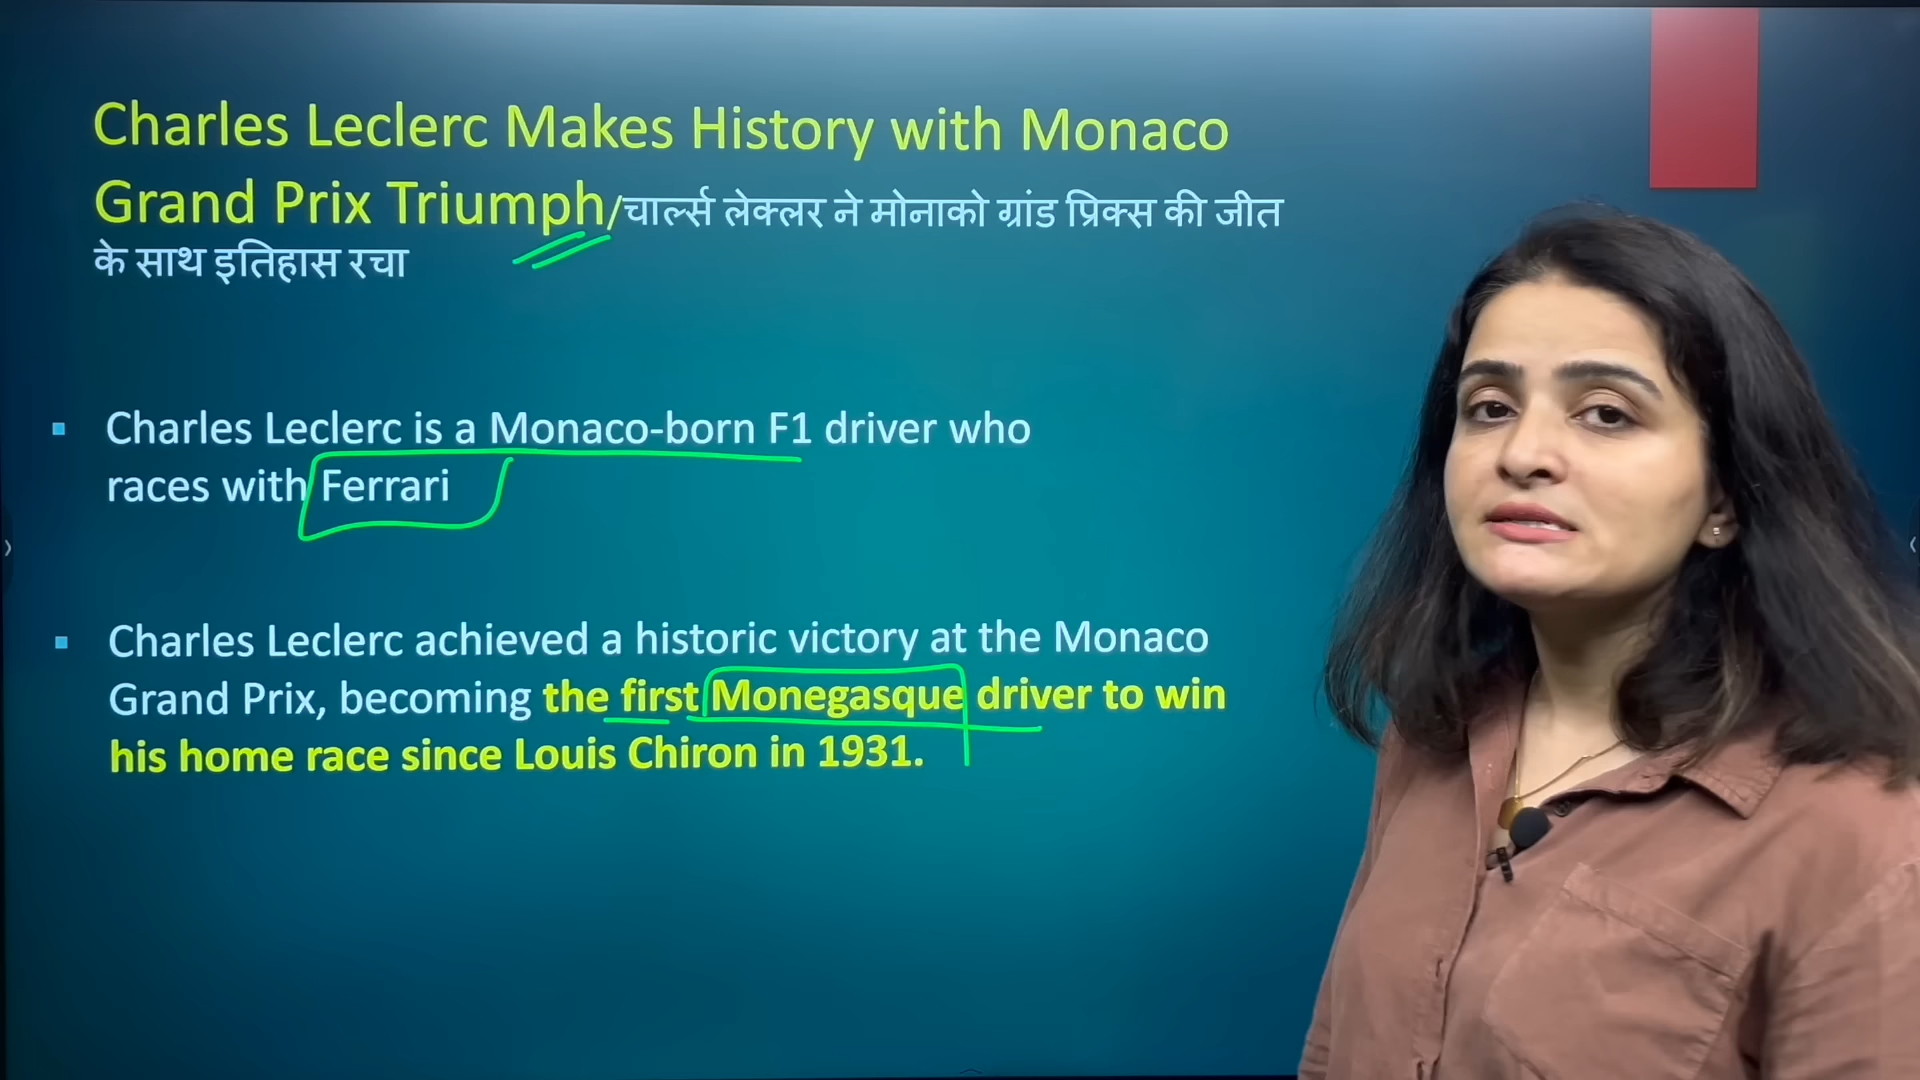 Charles Leclerc Makes History with Monaco
Grand Prix Triumph/चार्ल्स लेक्लर ने मोनाको ग्रांड प्रिक्स की जीत
के साथ इतिहास रचा
Charles Leclerc is a Monaco-born F1 driver who
races with Ferrari
Charles Leclerc achieved a historic victory at the Monaco
Grand Prix, becoming the first Monegasque driver to win
his home race since Louis Chiron in 1931.